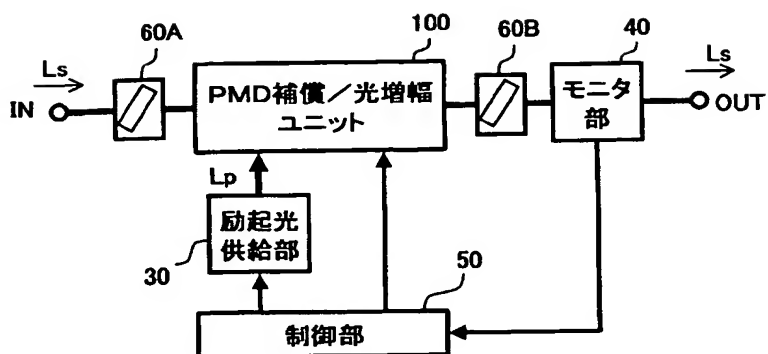 100
60A
60B
40
Ls
Ls
IN
PMD補償/光増幅
ユニット
モニタ
部
OUT
Lp
励起光
供給部
30
50
制御部